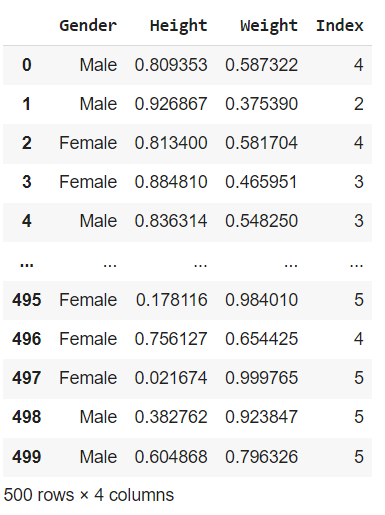 Gender Height Weight Index
0 Male 0.809353 0.587322 4
1 Male 0.926867 0.375390 2
2 Female 0.813400 0.581704 4
3 Female 0.884810 0.465951 3
4 Male 0.836314 0.548250 3
... ... ... ... ...
495 Female 0.178116 0.984010 5
496 Female 0.756127 0.654425 4
497 Female 0.021674 0.999765 5
498 Male 0.382762 0.923847 5
499 Male 0.604868 0.796326 5
500 rows × 4 columns